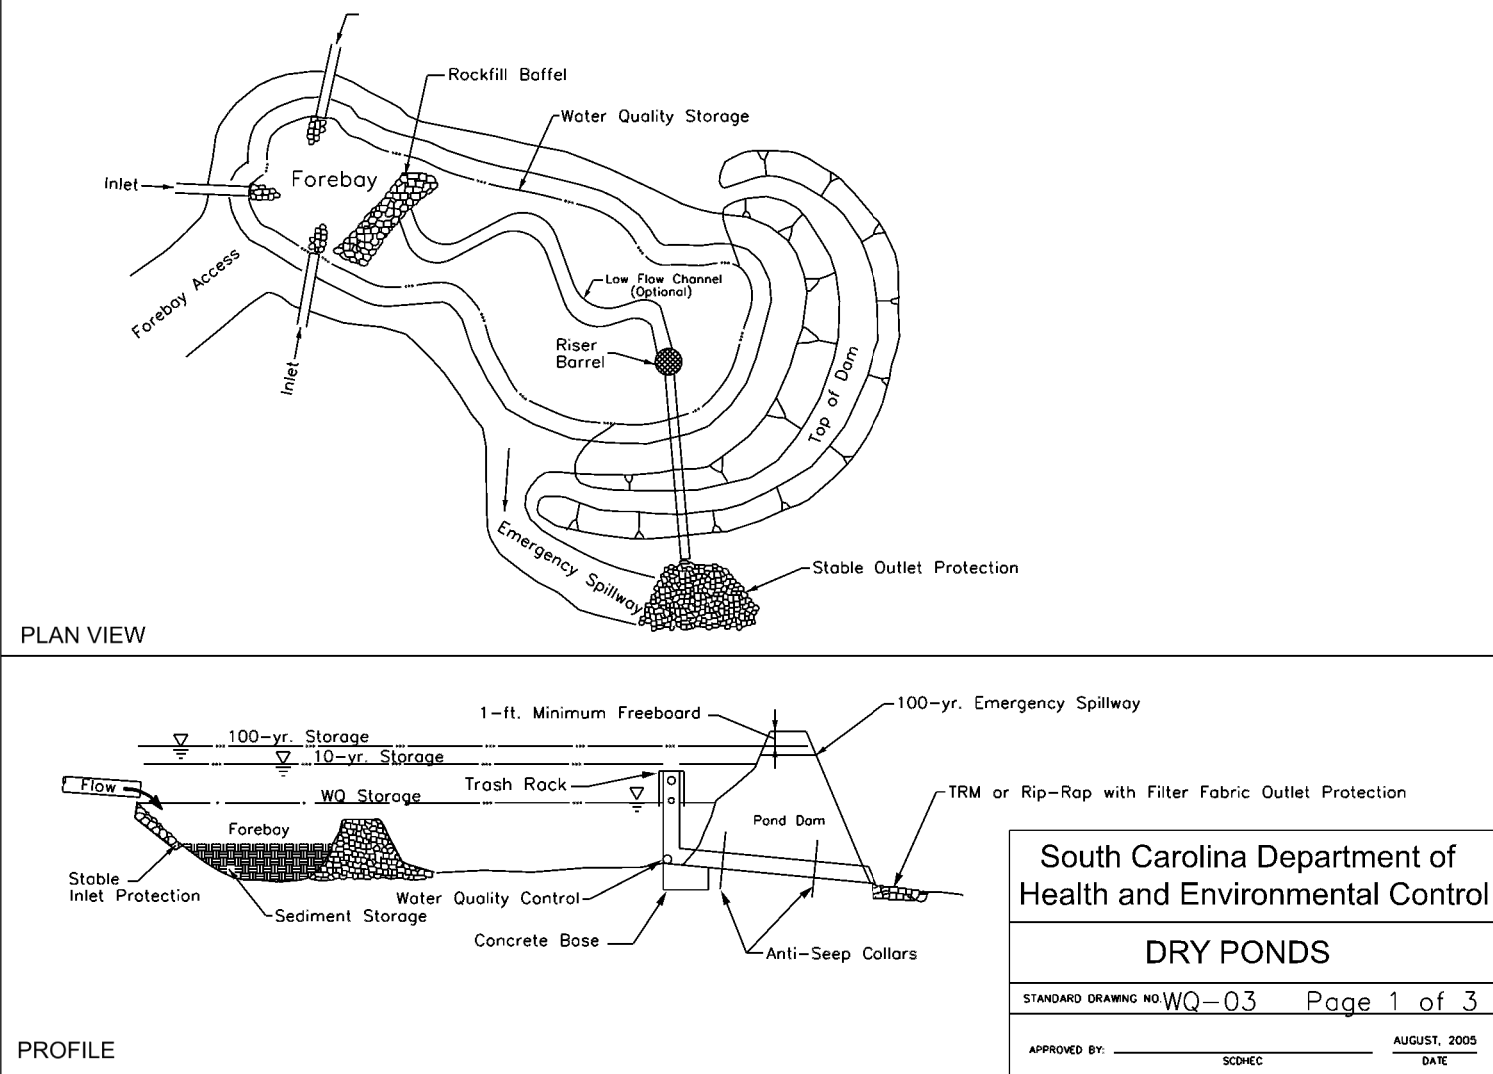 Rockfill Baffel
Water Quality Storage
Inlet
Forebay
Forebay Access
Low Flow Channel
(Optional)
Riser
Barrel
Inlet
Top of Dam
Emergency Spillway
Stable Outlet Protection
PLAN VIEW
1-ft. Minimum Freeboard
100-yr. Emergency Spillway
100-yr. Storage
10-yr. Storage
Trash Rack
Flow
WQ Storage
TRM or Rip-Rap with Filter Fabric Outlet Protection
Forebay
Pond Dam
Stable
Inlet Protection
Water Quality Control
Sediment Storage
Concrete Base
Anti-Seep Collars
PROFILE
South Carolina Department of
Health and Environmental Control
DRY PONDS
STANDARD DRAWING NO. WQ-03 Page 1 of 3
APPROVED BY: AUGUST, 2005
SCDHEC DATE